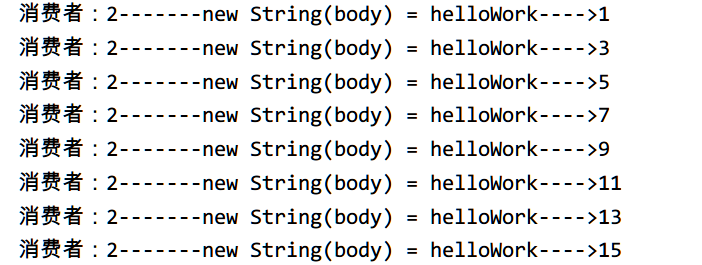 消费者：2-------new String(body) = helloWork---->1
消费者：2-------new String(body) = helloWork---->3
消费者：2-------new String(body) = helloWork---->5
消费者：2-------new String(body) = helloWork---->7
消费者：2-------new String(body) = helloWork---->9
消费者：2-------new String(body) = helloWork---->11
消费者：2-------new String(body) = helloWork---->13
消费者：2-------new String(body) = helloWork---->15